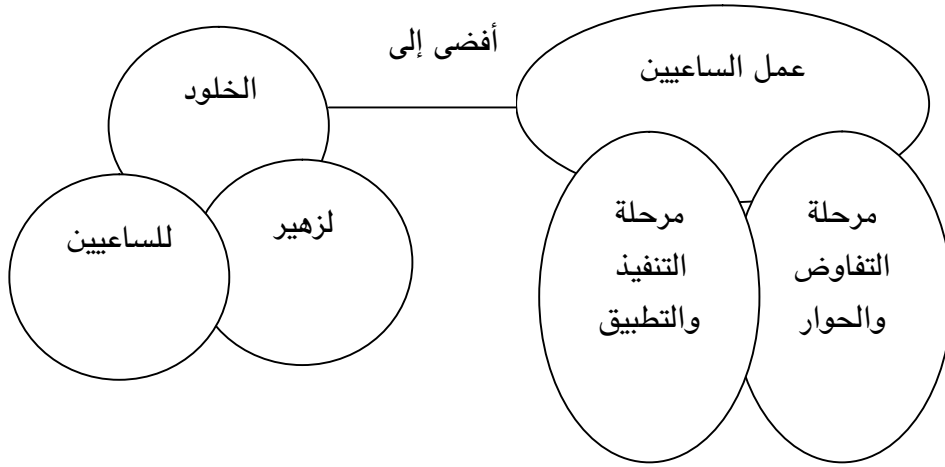 عمل الساعيين
أفضى إلى
الخلود
مرحلة
التفاوض
والحوار
مرحلة
التنفيذ
والتطبيق
لزهير
للساعيين